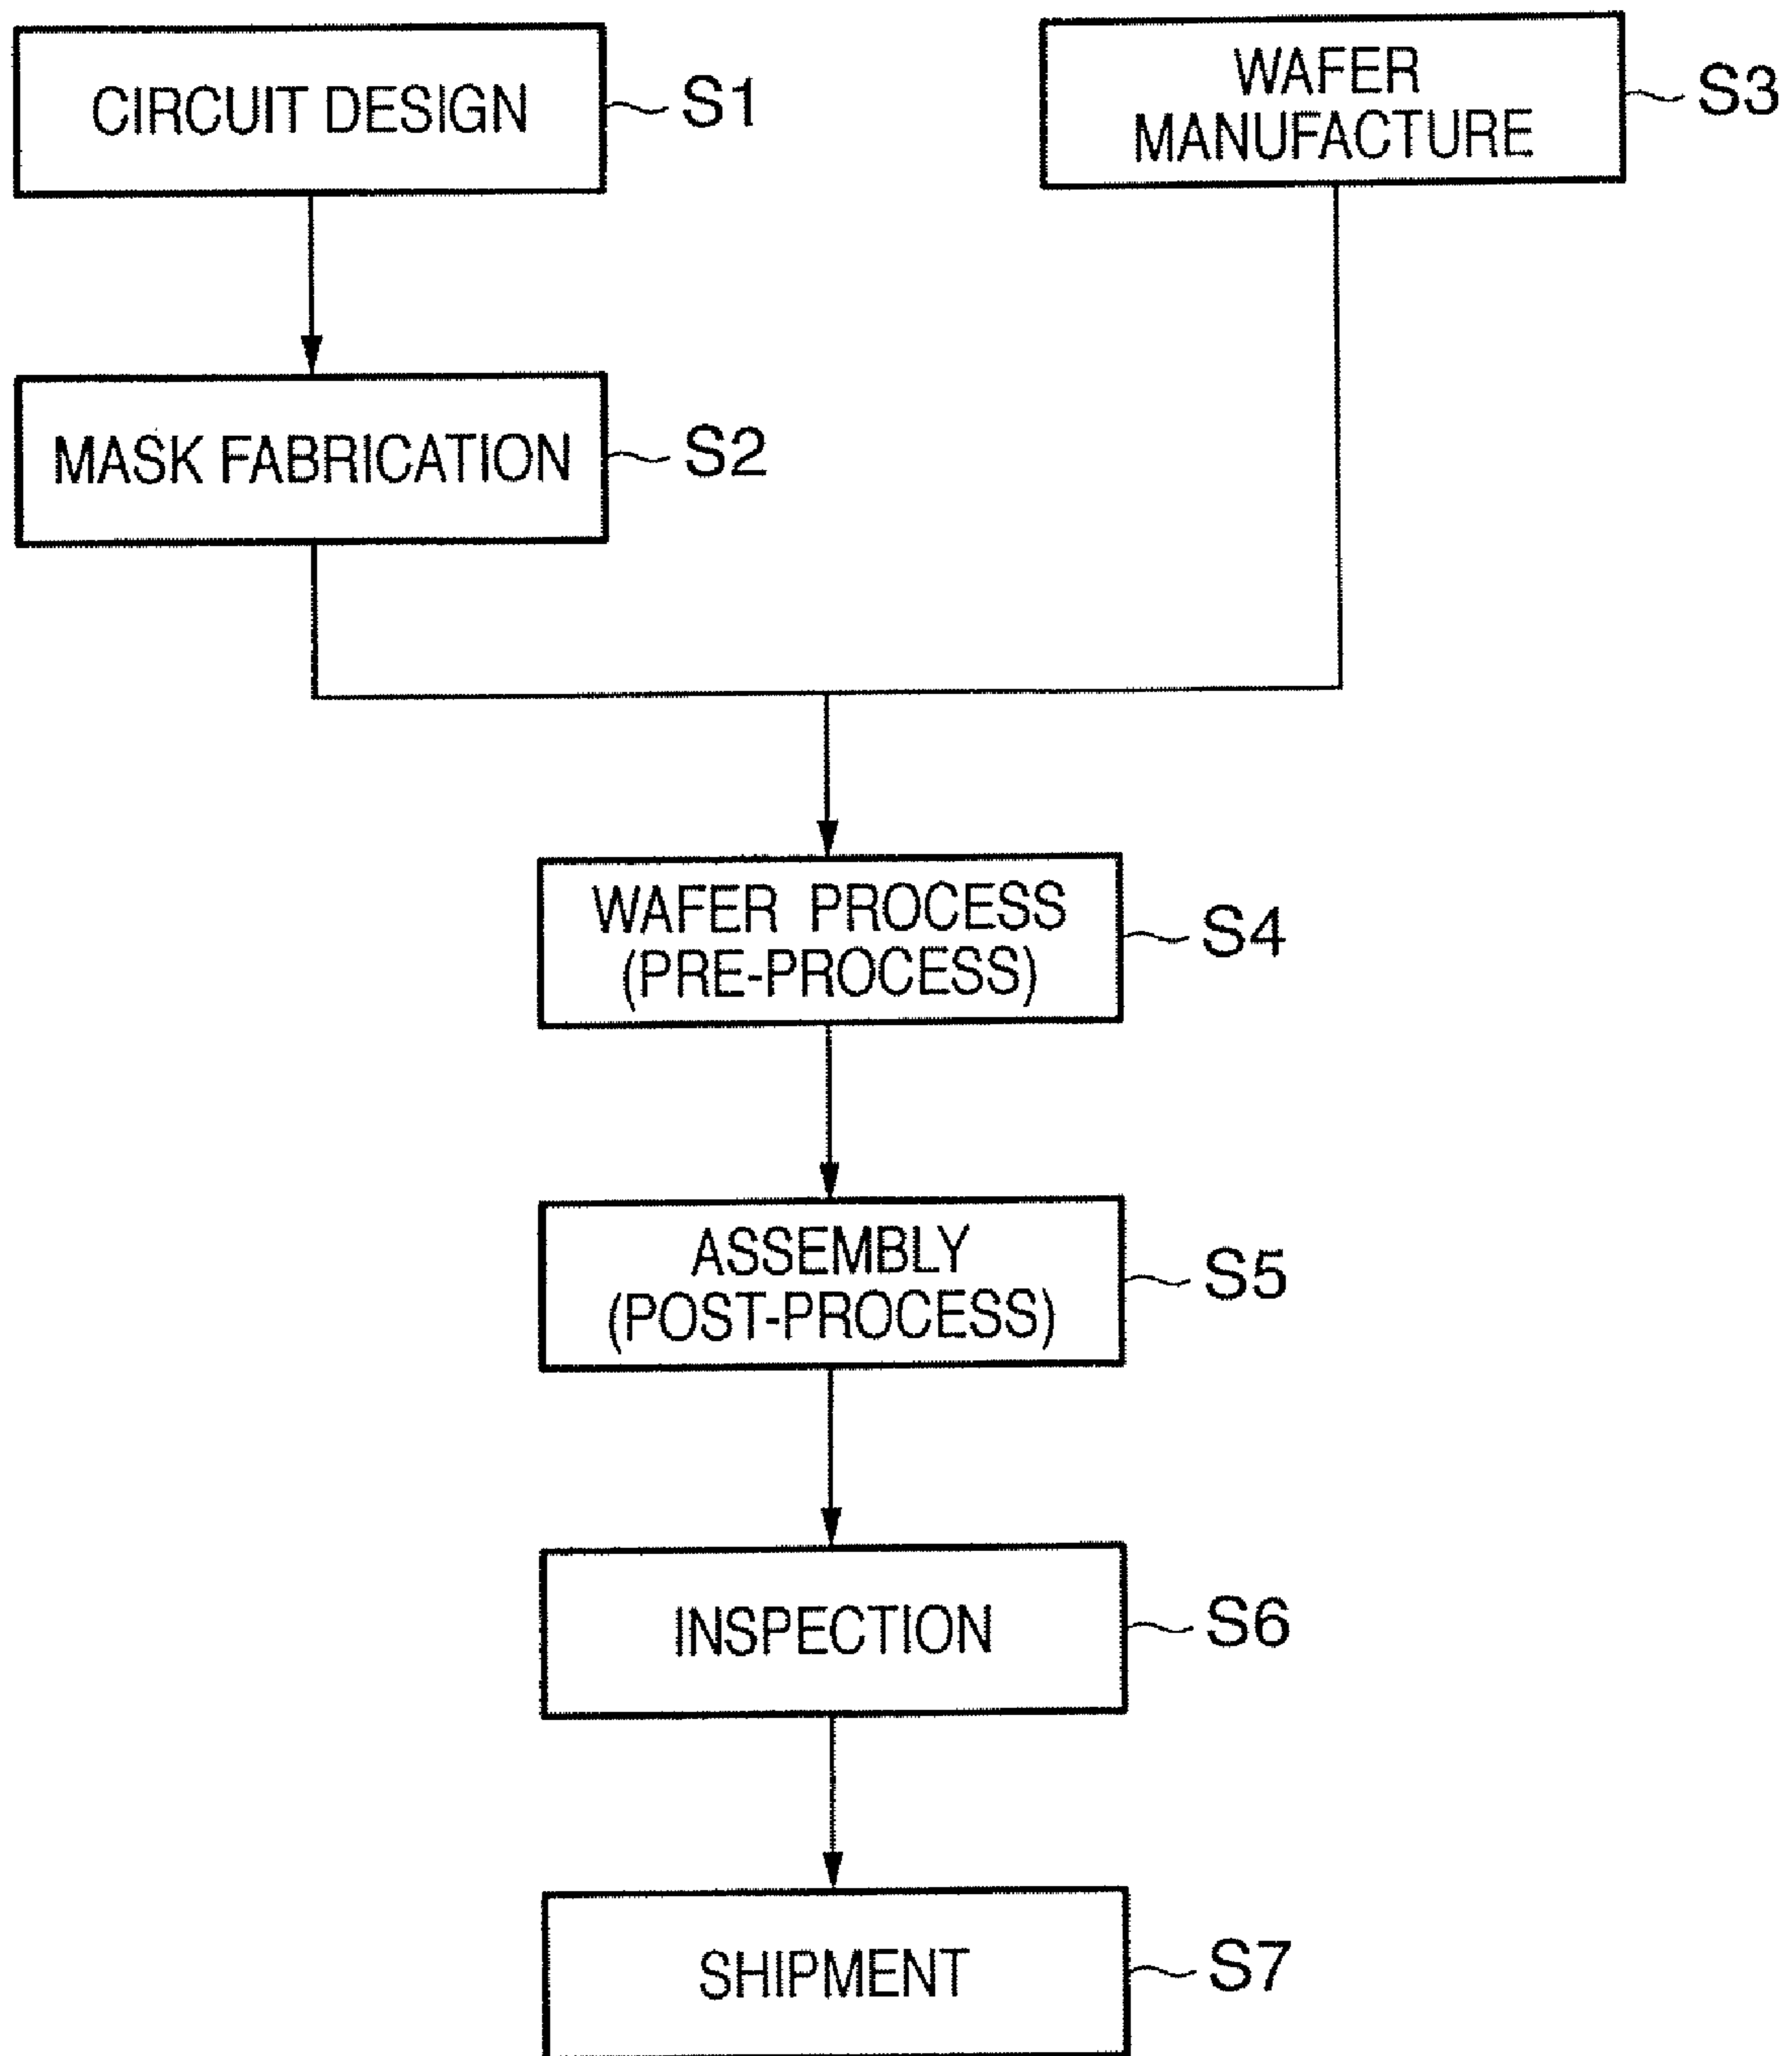 CIRCUIT DESIGN
S1
WAFER
MANUFACTURE
S3
MASK FABRICATION
S2
WAFER PROCESS
(PRE-PROCESS)
S4
ASSEMBLY
(POST-PROCESS)
S5
INSPECTION
S6
SHIPMENT
S7